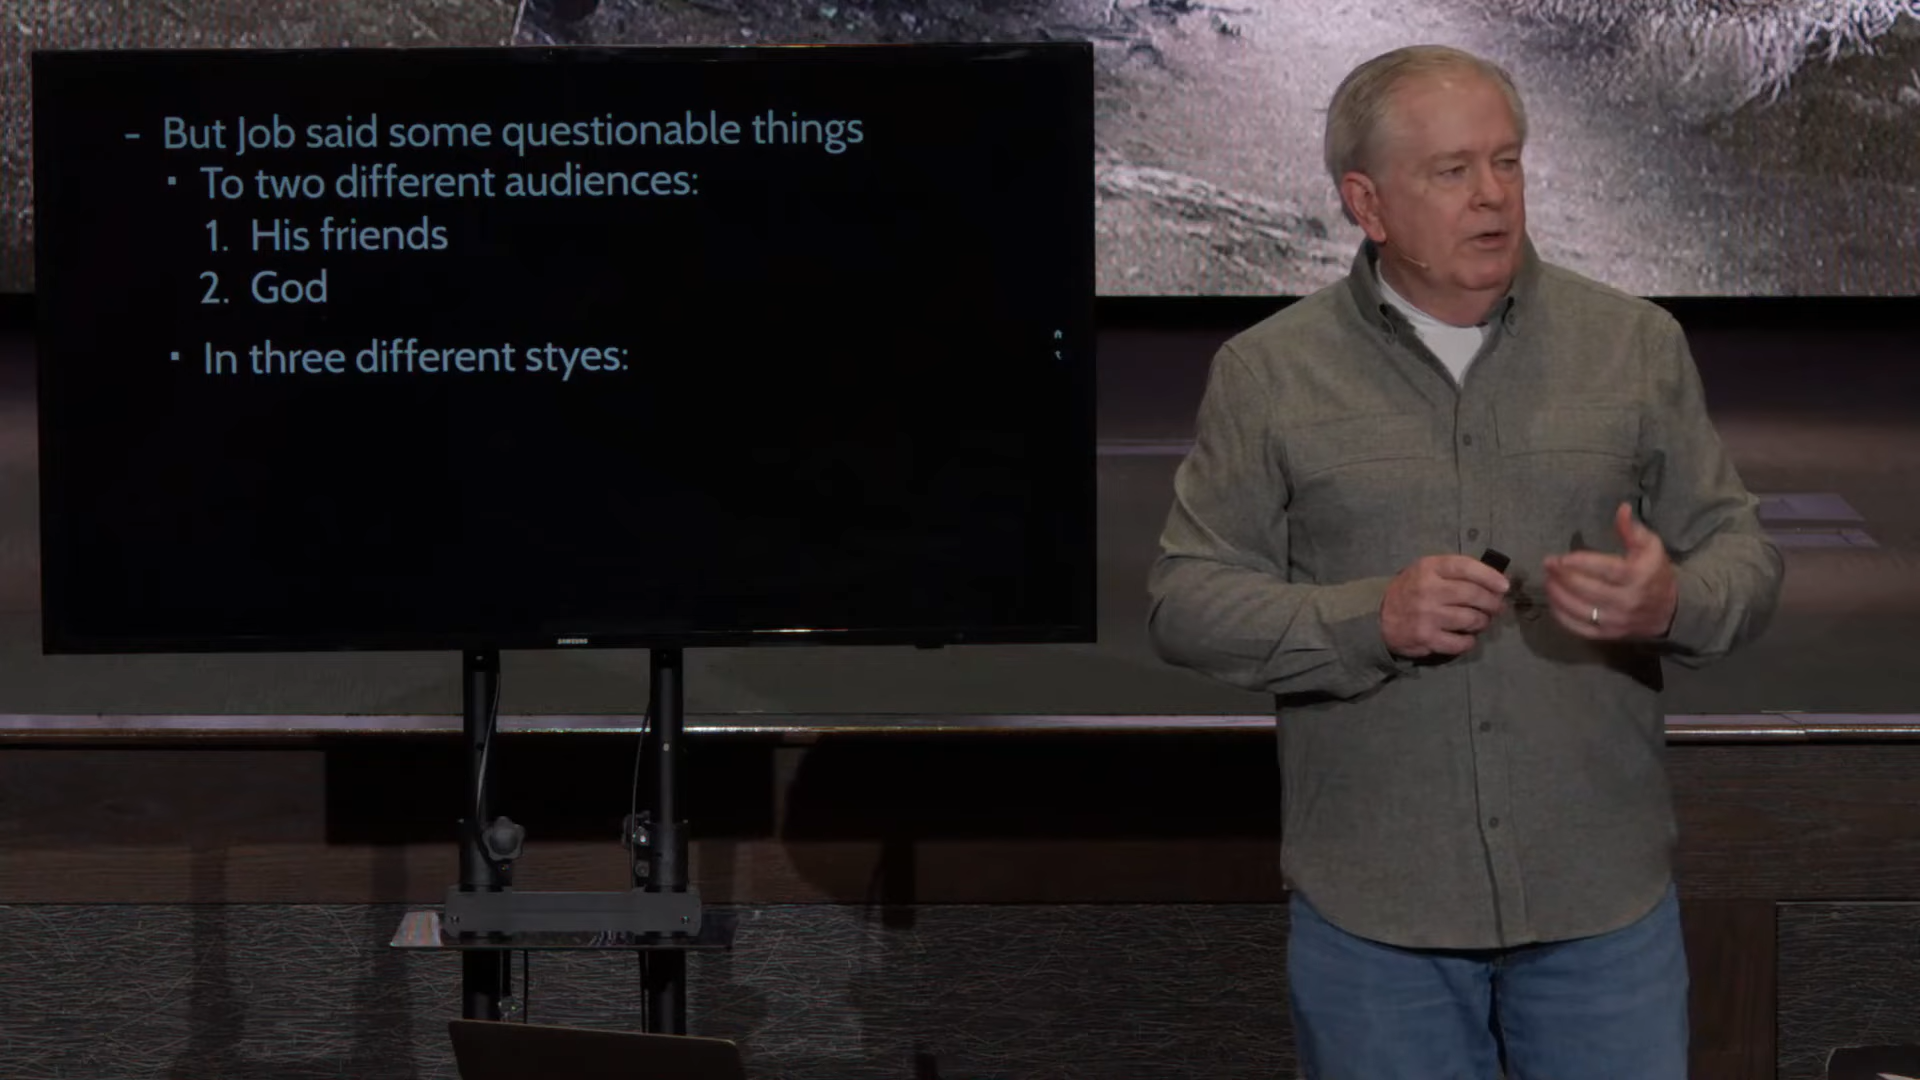 - But Job said some questionable things
▪ To two different audiences:
1. His friends
2. God
▪ In three different styes:
SAMSUNG